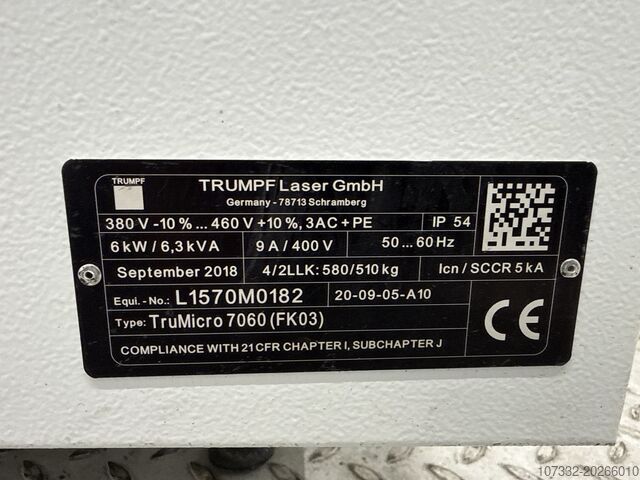 TRUMPF
TRUMPF Laser GmbH
Germany - 78713 Schramberg
380 V -10 % ... 460 V +10 %, 3AC + PE IP 54
6 kW / 6,3 kVA 9 A / 400 V 50 ... 60 Hz
September 2018 4/2LLK: 580/510 kg Icn / SCCR 5 kA
Equi.-No.: L1570M0182 20-09-05-A10
Type: TruMicro 7060 (FK03)
COMPLIANCE WITH 21 CFR CHAPTER I, SUBCHAPTER J
CE
107332-20266010